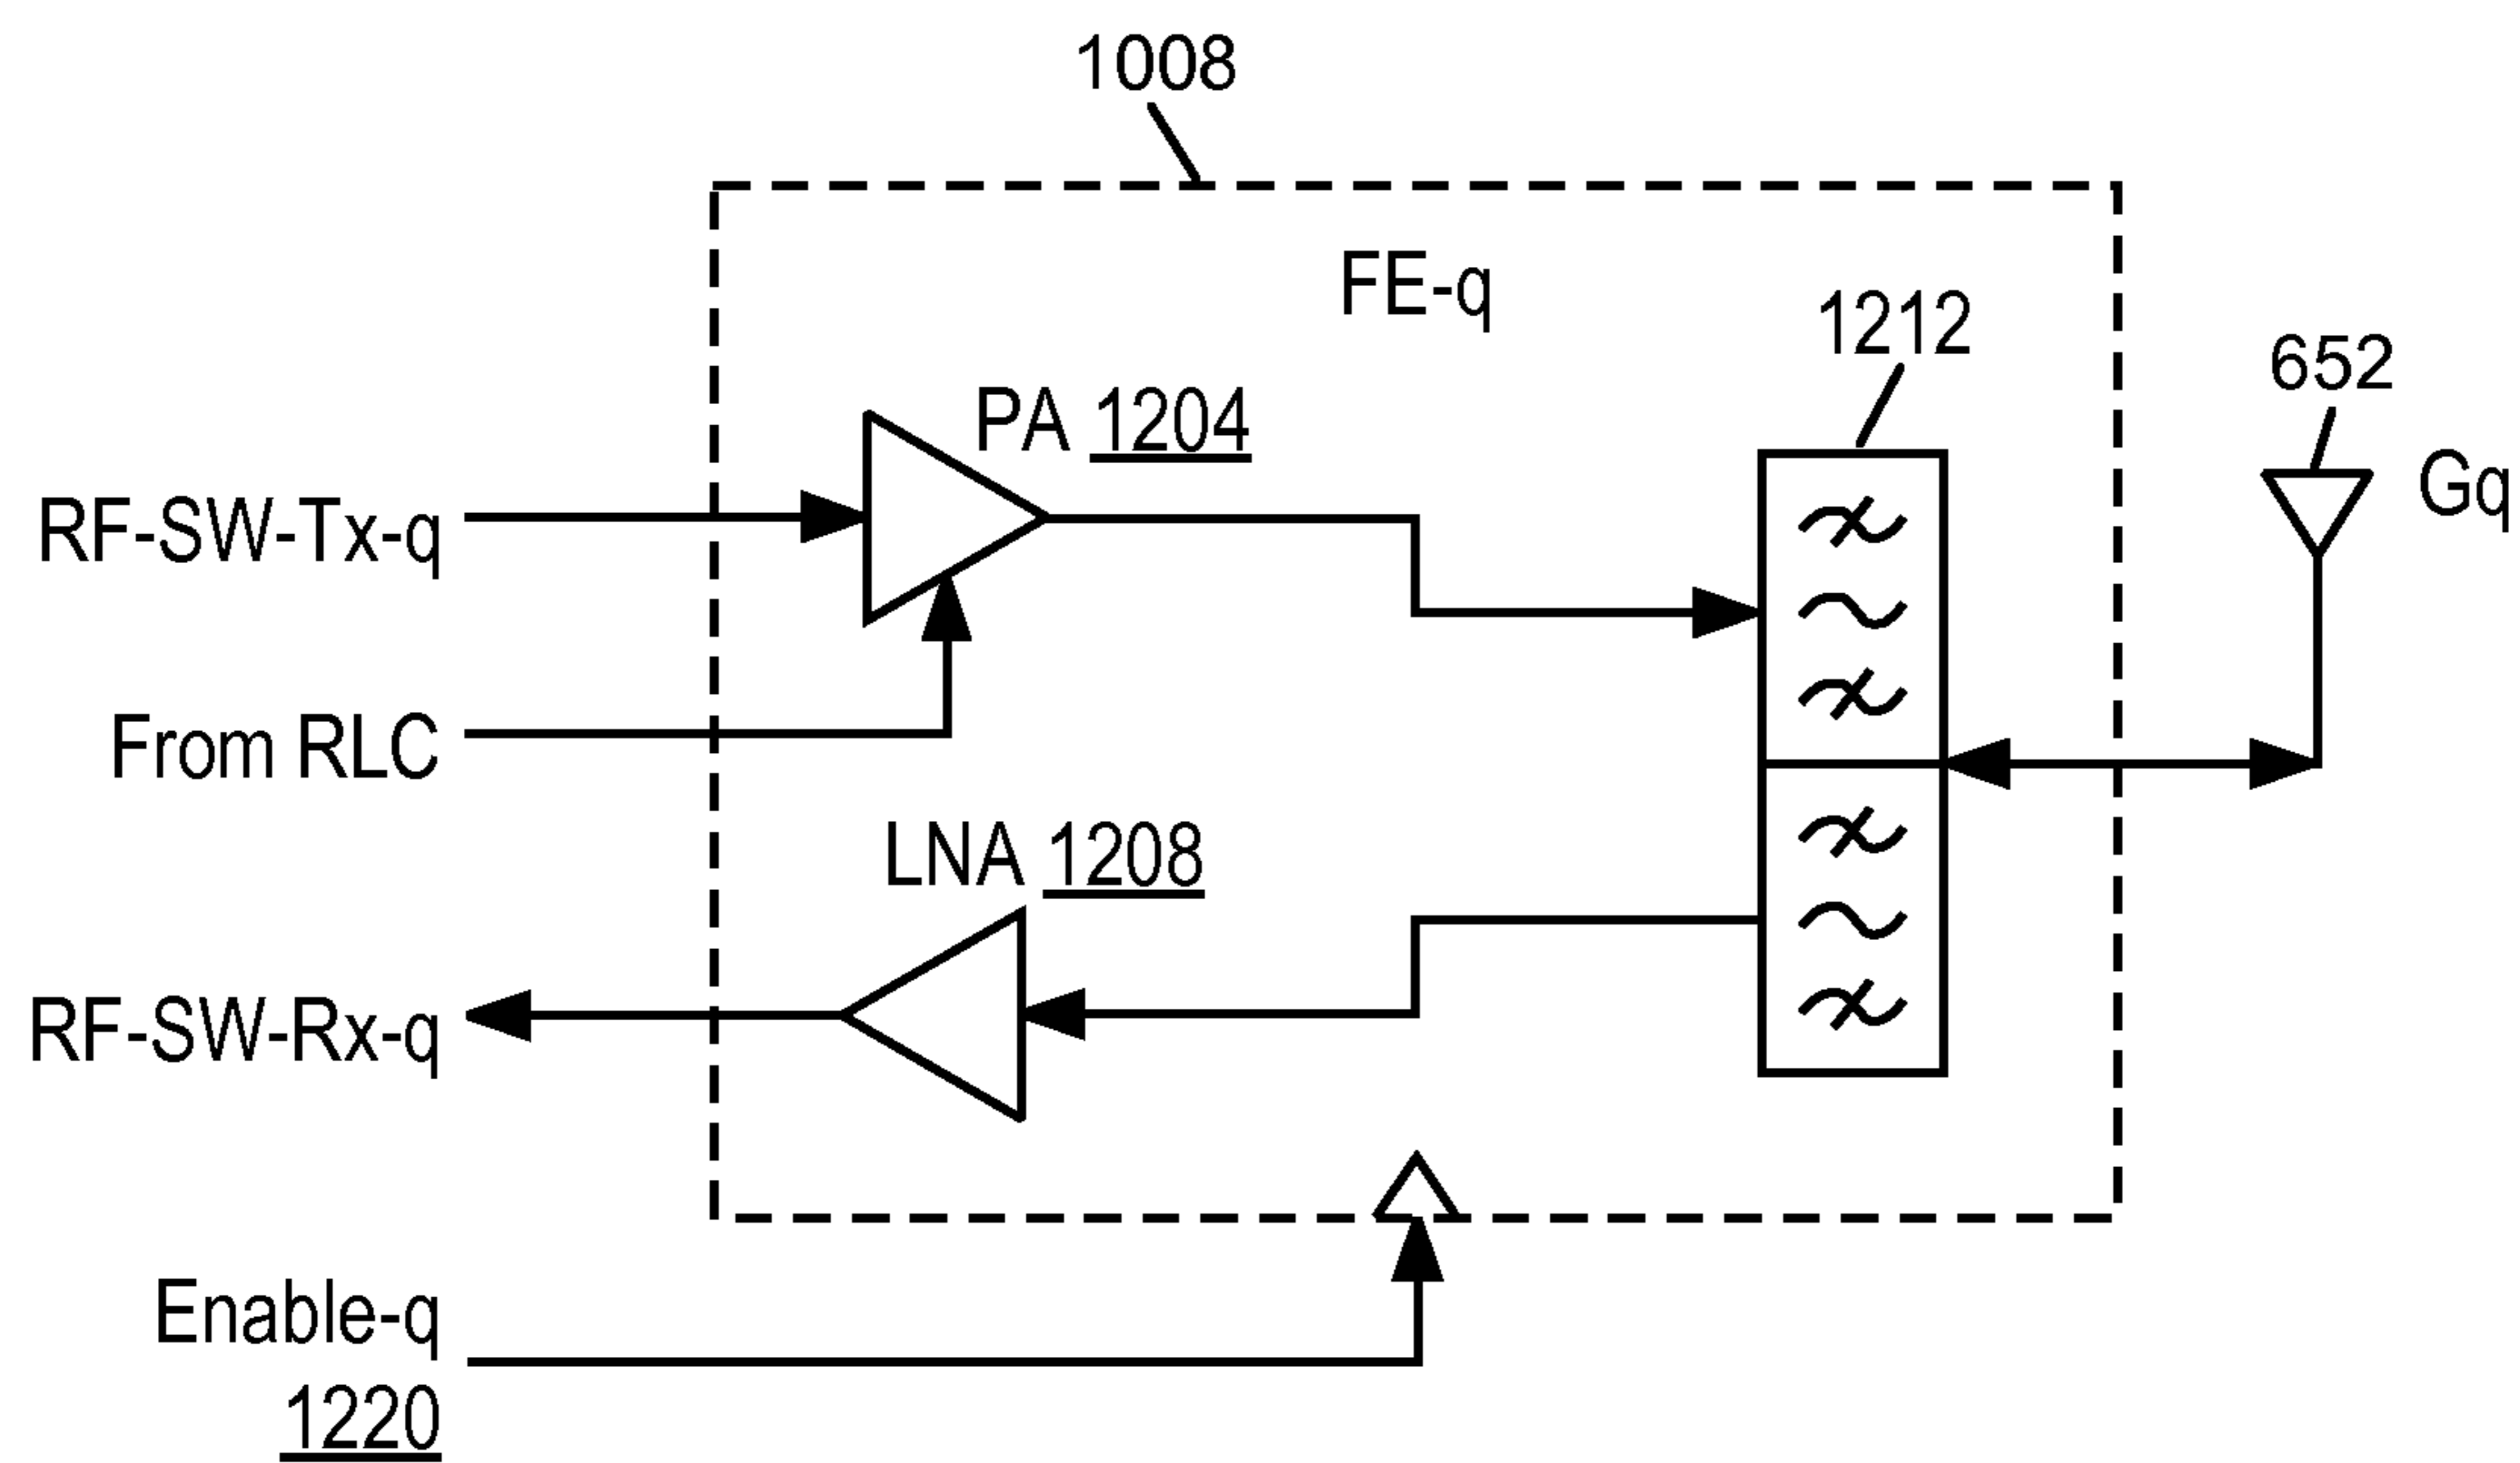 1008
FE-q
1212
652
Gq
PA 1204
RF-SW-Tx-q
From RLC
LNA 1208
RF-SW-Rx-q
Enable-q
1220